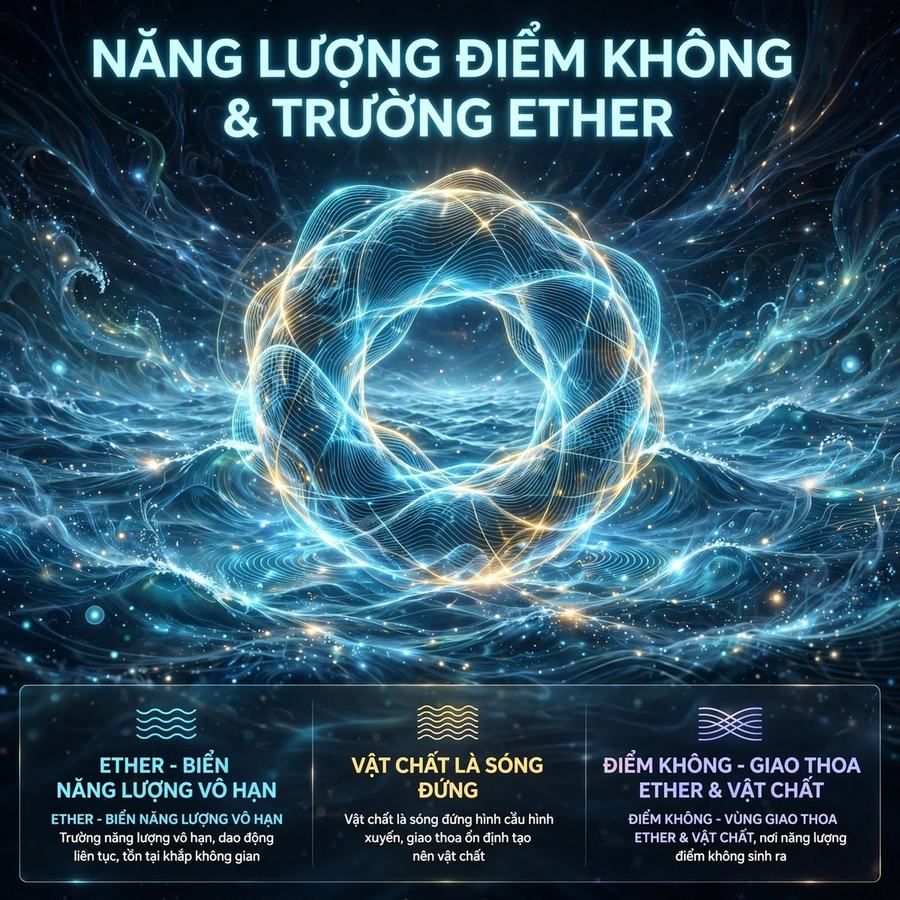 NĂNG LƯỢNG ĐIỂM KHÔNG
& TRƯỜNG ETHER
ETHER - BIỂN
NĂNG LƯỢNG VÔ HẠN
ETHER - BIỂN NĂNG LƯỢNG VÔ HẠN
Trường năng lượng vô hạn, dao động
liên tục, tồn tại khắp không gian
VẬT CHẤT LÀ SÓNG
ĐỨNG
Vật chất là sóng đứng hình cầu hình
xuyến, giao thoa ổn định tạo
nên vật chất
ĐIỂM KHÔNG - GIAO THOA
ETHER & VẬT CHẤT
ĐIỂM KHÔNG - VÙNG GIAO THOA
ETHER & VẬT CHẤT, nơi năng lượng
điểm không sinh ra